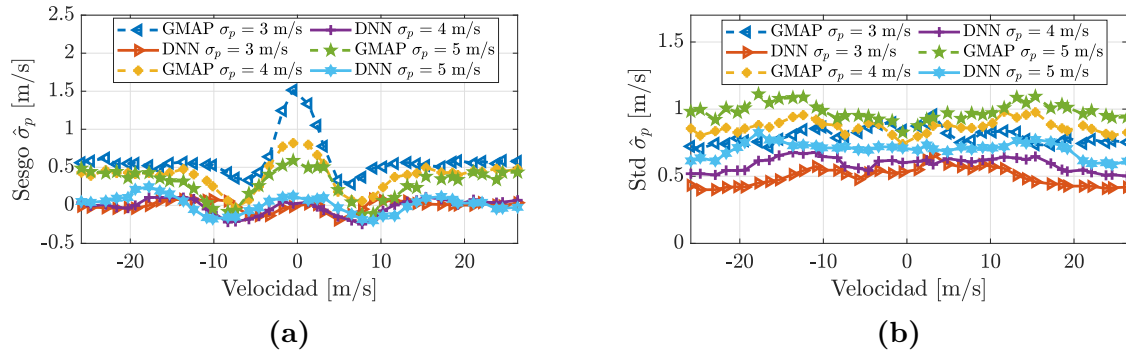 2.5
2
1.5
1
0.5
0
-0.5
Sesgo σ̂p [m/s]
GMAP σp = 3 m/s
DNN σp = 3 m/s
GMAP σp = 4 m/s
DNN σp = 4 m/s
GMAP σp = 5 m/s
DNN σp = 5 m/s
-20 -10 0 10 20
Velocidad [m/s]
(a)
1.5
1
0.5
0
Std σ̂p [m/s]
GMAP σp = 3 m/s
DNN σp = 3 m/s
GMAP σp = 4 m/s
DNN σp = 4 m/s
GMAP σp = 5 m/s
DNN σp = 5 m/s
-20 -10 0 10 20
Velocidad [m/s]
(b)